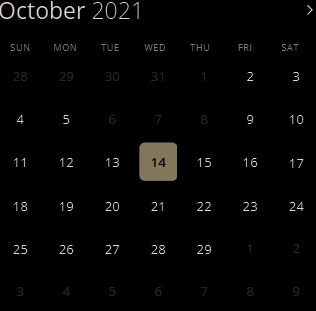 October 2021
SUN MON TUE WED THU FRI SAT
28 29 30 31 1 2 3
4 5 6 7 8 9 10
11 12 13 14 15 16 17
18 19 20 21 22 23 24
25 26 27 28 29 1 2
3 4 5 6 7 8 9